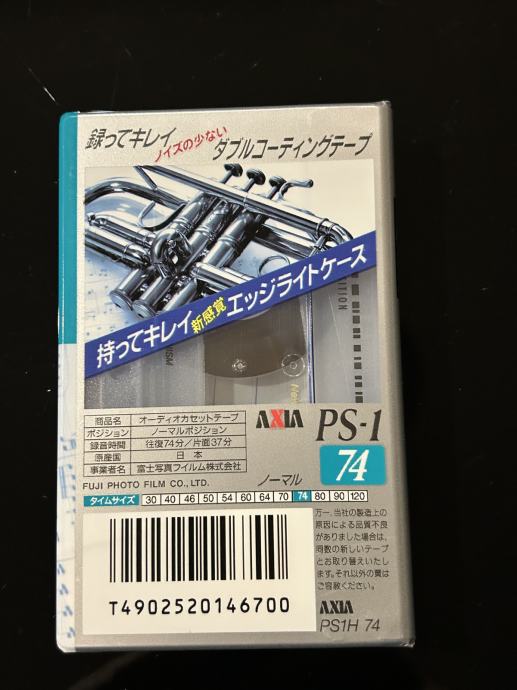 録ってキレイ
ノイズの少ない
ダブルコーティングテープ
持ってキレイ新感覚エッジライトケース
商品名 オーディオカセットテープ
ポジション ノーマルポジション
録音時間 往復74分/片面37分
原産国 日本
事業者名 富士写真フイルム株式会社
FUJI PHOTO FILM CO., LTD.
AXIA PS-1
ノーマル
74
タイムサイズ 30 40 46 50 54 60 64 70 74 80 90 120
万一、当社の製造上の
原因による品質不良
がありました場合は、
同数の新しいテープ
とお取り替えいたし
ます。それ以外の責は
ご容赦ください。
T4902520146700
AXIA
PS1H 74